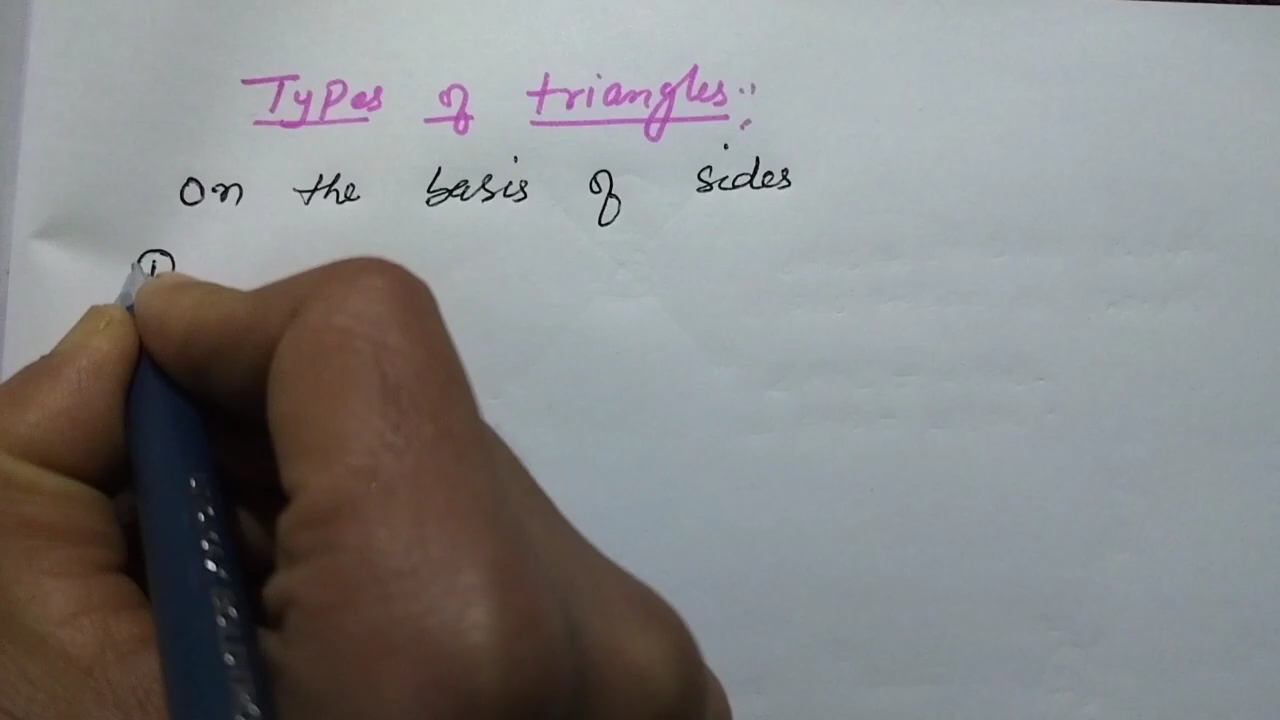 Types of triangles:
on the basis of sides
i